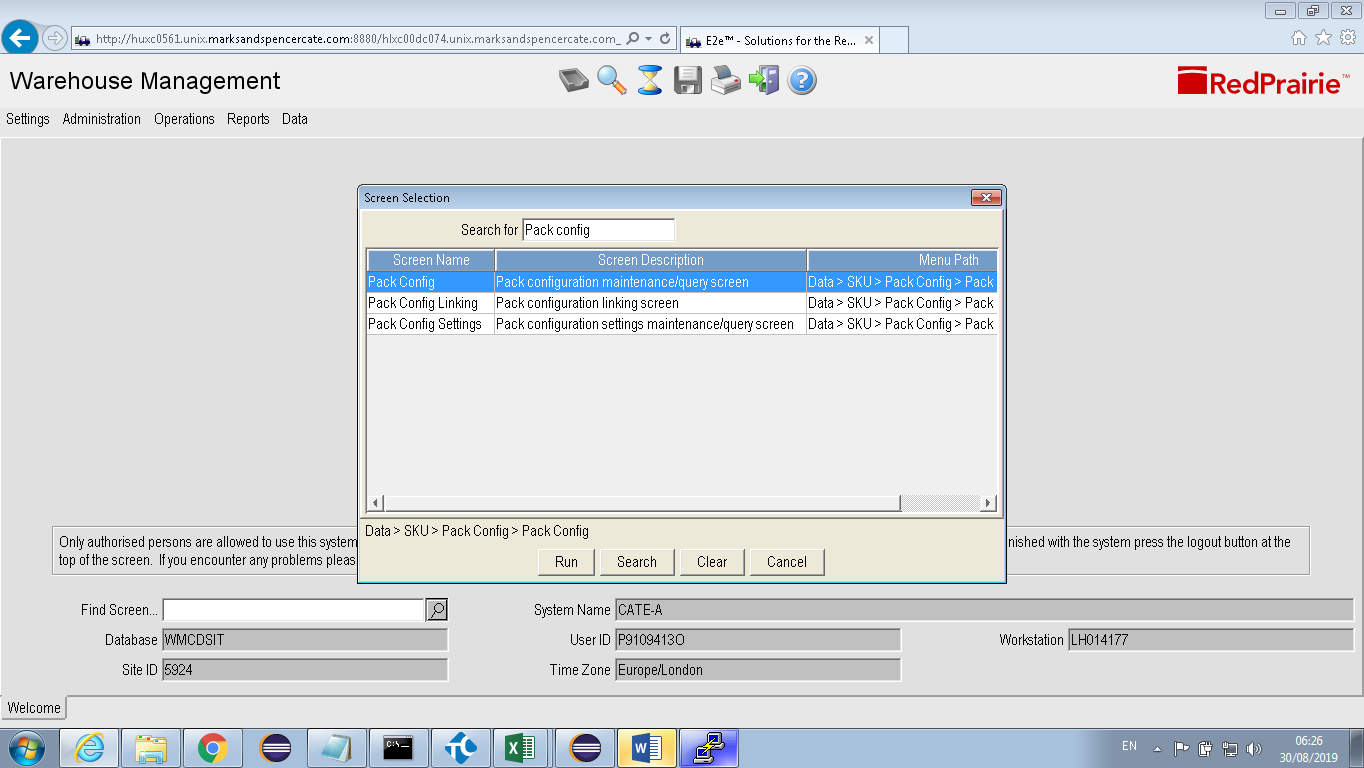 http://huxc0561.unix.marksandspencercate.com:8880/hlxc00dc074.unix.marksandspencercate.com_
E2e™ - Solutions for the Re...
Warehouse Management
RedPrairie™
Settings Administration Operations Reports Data
Screen Selection
Search for Pack config
Screen Name Screen Description Menu Path
Pack Config Pack configuration maintenance/query screen Data > SKU > Pack Config > Pack
Pack Config Linking Pack configuration linking screen Data > SKU > Pack Config > Pack
Pack Config Settings Pack configuration settings maintenance/query screen Data > SKU > Pack Config > Pack
Data > SKU > Pack Config > Pack Config
Run Search Clear Cancel
Only authorised persons are allowed to use this system nished with the system press the logout button at the
top of the screen. If you encounter any problems pleas
Find Screen... System Name CATE-A
Database WMCDSIT User ID P9109413O Workstation LH014177
Site ID 5924 Time Zone Europe/London
Welcome
C:\
EN 06:26
30/08/2019